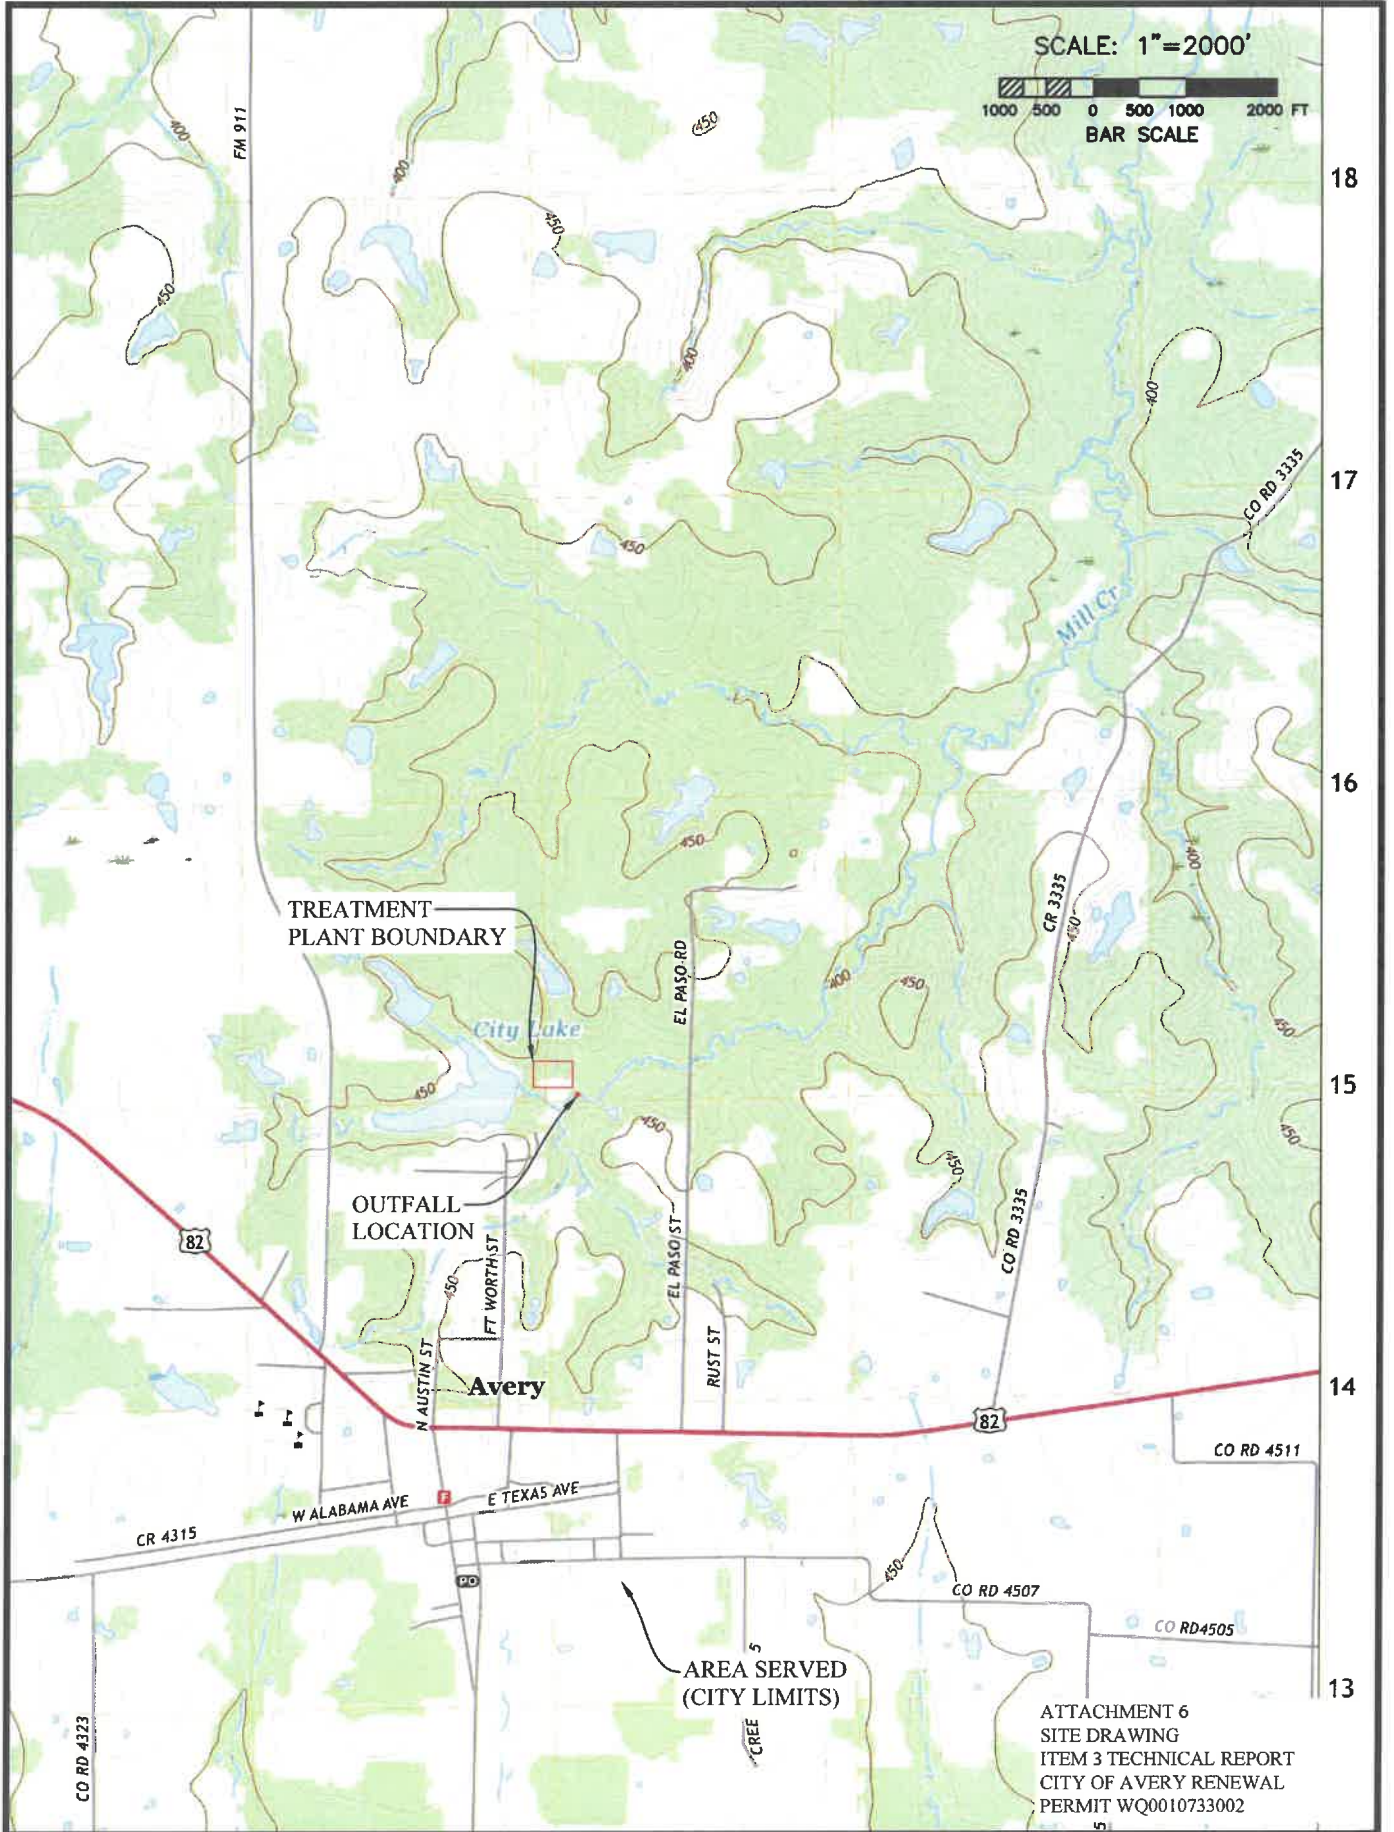 SCALE: 1"=2000'
1000 500 0 500 1000 2000 FT
BAR SCALE
FM 911
400
400
450
18
450
450
400
400
17
CO RD 3335
450
Mill Cr
16
450
400
TREATMENT
PLANT BOUNDARY
CR 3335
450
EL PASO RD
400
450
City Lake
450
450
15
450
450
450
OUTFALL
LOCATION
82
FT WORTH ST
EL PASO ST
CO RD 3335
450
N AUSTIN ST
RUST ST
Avery
14
82
CO RD 4511
F
W ALABAMA AVE
E TEXAS AVE
CR 4315
PO
450
CO RD 4507
CO RD4505
AREA SERVED
(CITY LIMITS)
5
CREE
13
CO RD 4323
ATTACHMENT 6
SITE DRAWING
ITEM 3 TECHNICAL REPORT
CITY OF AVERY RENEWAL
PERMIT WQ0010733002
5